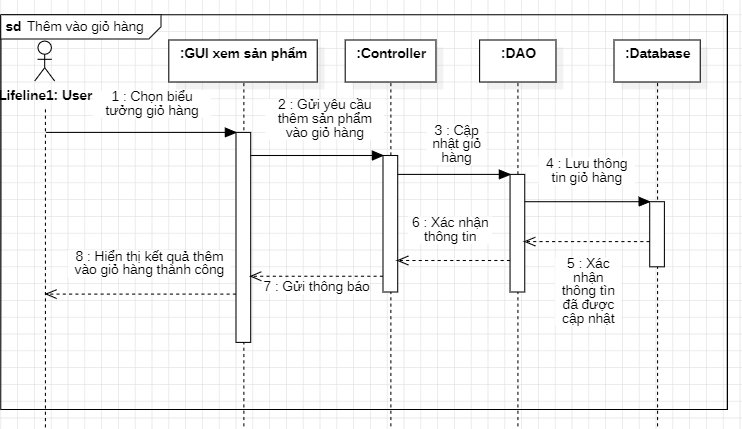 sd Thêm vào giỏ hàng
:GUI xem sản phẩm
:Controller
:DAO
:Database
Lifeline1: User
1 : Chọn biểu
tưởng giỏ hàng
2 : Gửi yêu cầu
thêm sản phẩm
vào giỏ hàng
3 : Cập
nhật giỏ
hàng
4 : Lưu thông
tin giỏ hàng
5 : Xác
nhận
thông tìn
đã được
cập nhật
6 : Xác nhận
thông tin
7 : Gửi thông báo
8 : Hiển thị kết quả thêm
vào giỏ hàng thành công